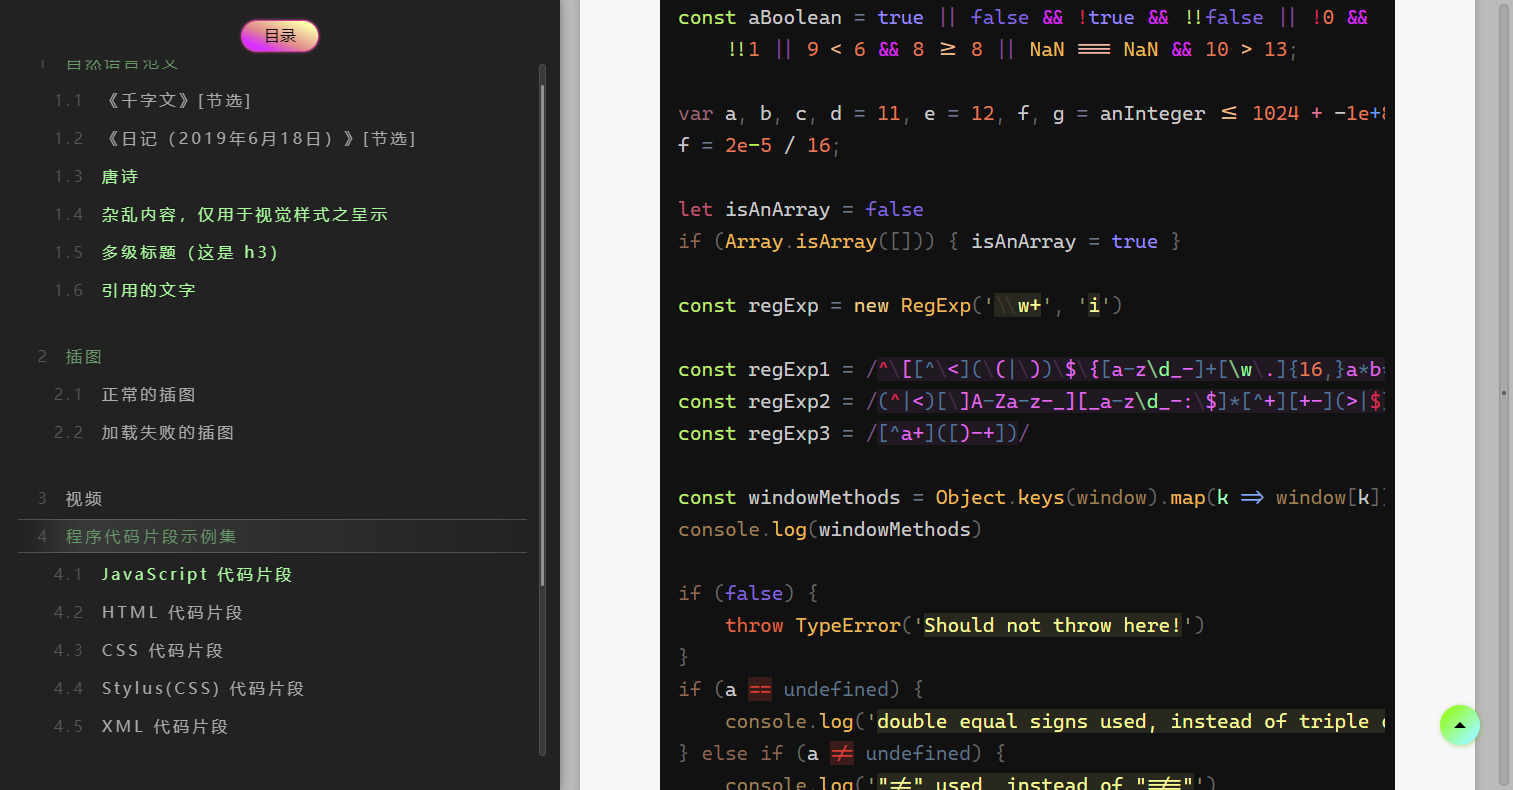 目录
1 自然语言范文
1.1 《千字文》[节选]
1.2 《日记（2019年6月18日）》[节选]
1.3 唐诗
1.4 杂乱内容，仅用于视觉样式之呈示
1.5 多级标题（这是 h3）
1.6 引用的文字
2 插图
2.1 正常的插图
2.2 加载失败的插图
3 视频
4 程序代码片段示例集
4.1 JavaScript 代码片段
4.2 HTML 代码片段
4.3 CSS 代码片段
4.4 Stylus(CSS) 代码片段
4.5 XML 代码片段
const aBoolean = true || false && !true && !!false || !0 &&
!!1 || 9 < 6 && 8 ≥ 8 || NaN === NaN && 10 > 13;
var a, b, c, d = 11, e = 12, f, g = anInteger ≤ 1024 + -1e+8
f = 2e-5 / 16;
let isAnArray = false
if (Array.isArray([])) { isAnArray = true }
const regExp = new RegExp('\\w+', 'i')
const regExp1 = /^\[[^\<](\(|\))\$\{[a-z\d_-]+[\w\.]{16,}a*b*
const regExp2 = /(^|<)[\]A-Za-z-_][_a-z\d_-:\$]*[^+][+-](>|$)
const regExp3 = /[^a+]([)-+])/
const windowMethods = Object.keys(window).map(k => window[k])
console.log(windowMethods)
if (false) {
throw TypeError('Should not throw here!')
}
if (a == undefined) {
console.log('double equal signs used, instead of triple
} else if (a != undefined) {
console.log('"!=" used, instead of "!=="')